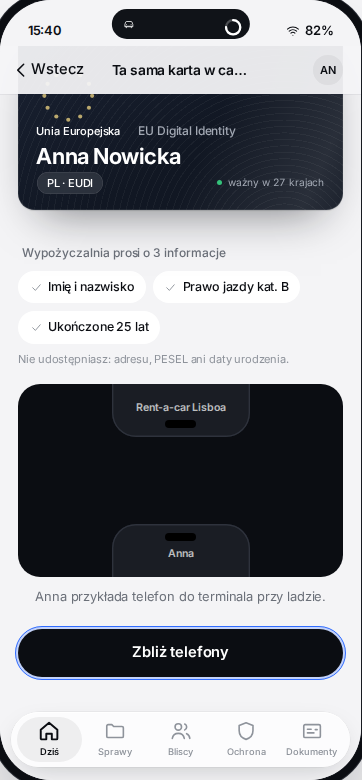 15:40
82%
Wstecz
Ta sama karta w ca...
AN
Unia Europejska EU Digital Identity
Anna Nowicka
PL · EUDI
ważny w 27 krajach
Wypożyczalnia prosi o 3 informacje
Imię i nazwisko
Prawo jazdy kat. B
Ukończone 25 lat
Nie udostępniasz: adresu, PESEL ani daty urodzenia.
Rent-a-car Lisboa
Anna
Anna przykłada telefon do terminala przy ladzie.
Zbliż telefony
Dziś
Sprawy
Bliscy
Ochrona
Dokumenty